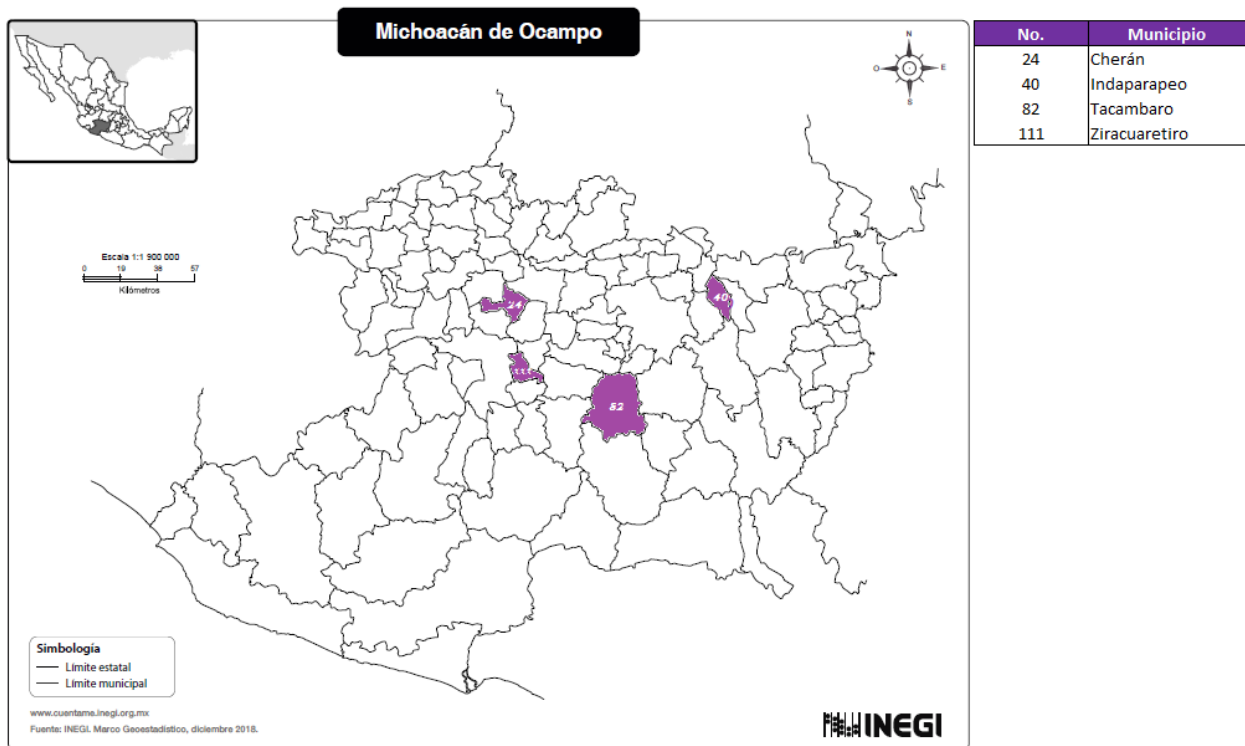 Michoacán de Ocampo
N
O E
S
No. Municipio
24 Cherán
40 Indaparapeo
82 Tacambaro
111 Ziracuaretiro
Escala 1:1 900 000
0 19 38 57
Kilómetros
24
40
111
82
Simbología
Límite estatal
Límite municipal
www.cuentame.inegi.org.mx
Fuente: INEGI. Marco Geoestadístico, diciembre 2018.
INEGI